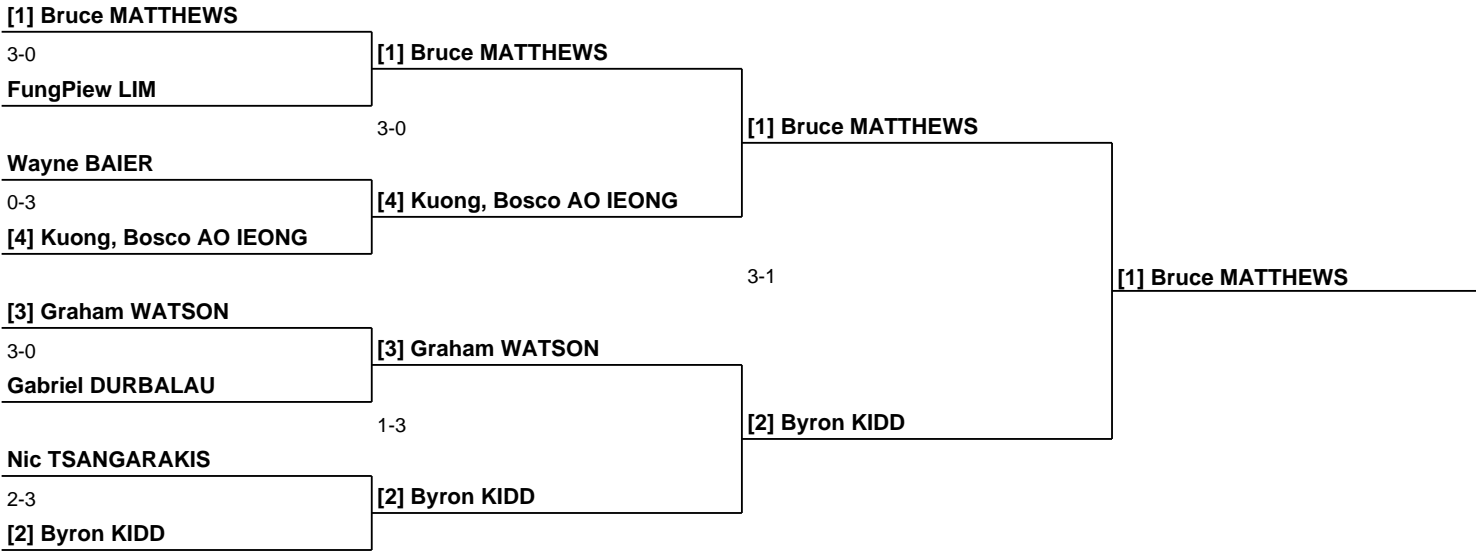 [1] Bruce MATTHEWS
3-0
[1] Bruce MATTHEWS
FungPiew LIM
3-0
[1] Bruce MATTHEWS
Wayne BAIER
0-3
[4] Kuong, Bosco AO IEONG
[4] Kuong, Bosco AO IEONG
3-1
[1] Bruce MATTHEWS
[3] Graham WATSON
3-0
[3] Graham WATSON
Gabriel DURBALAU
1-3
[2] Byron KIDD
Nic TSANGARAKIS
2-3
[2] Byron KIDD
[2] Byron KIDD